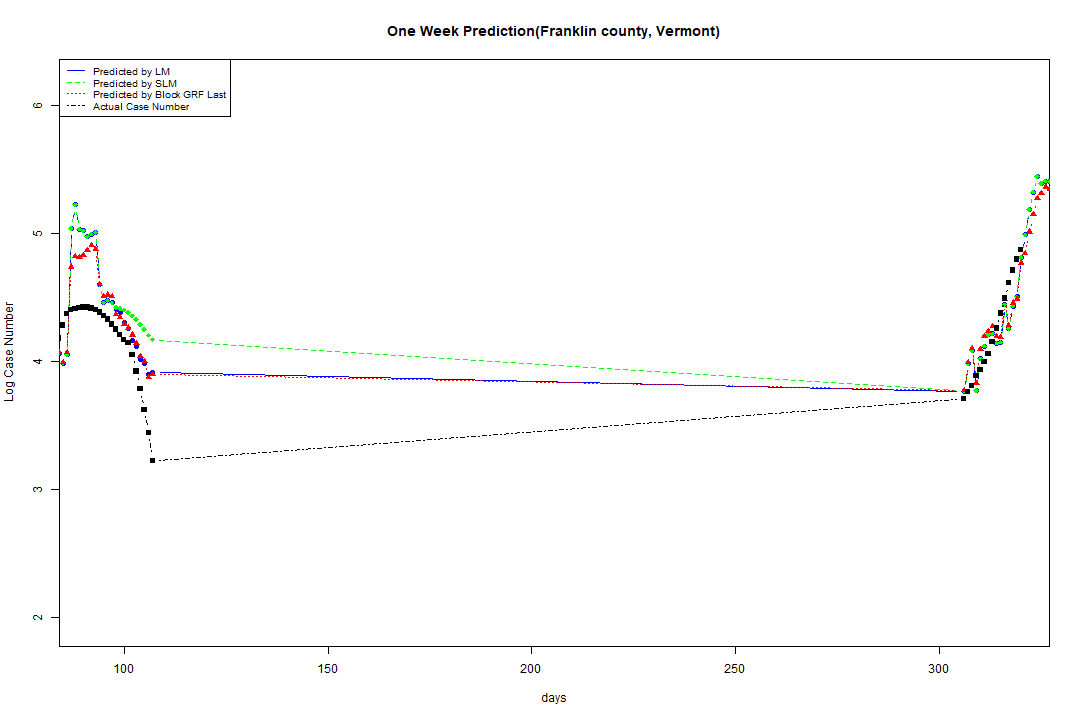 One Week Prediction(Franklin county, Vermont)
Predicted by LM
Predicted by SLM
Predicted by Block GRF Last
Actual Case Number
6
5
4
3
2
Log Case Number
100 150 200 250 300
days